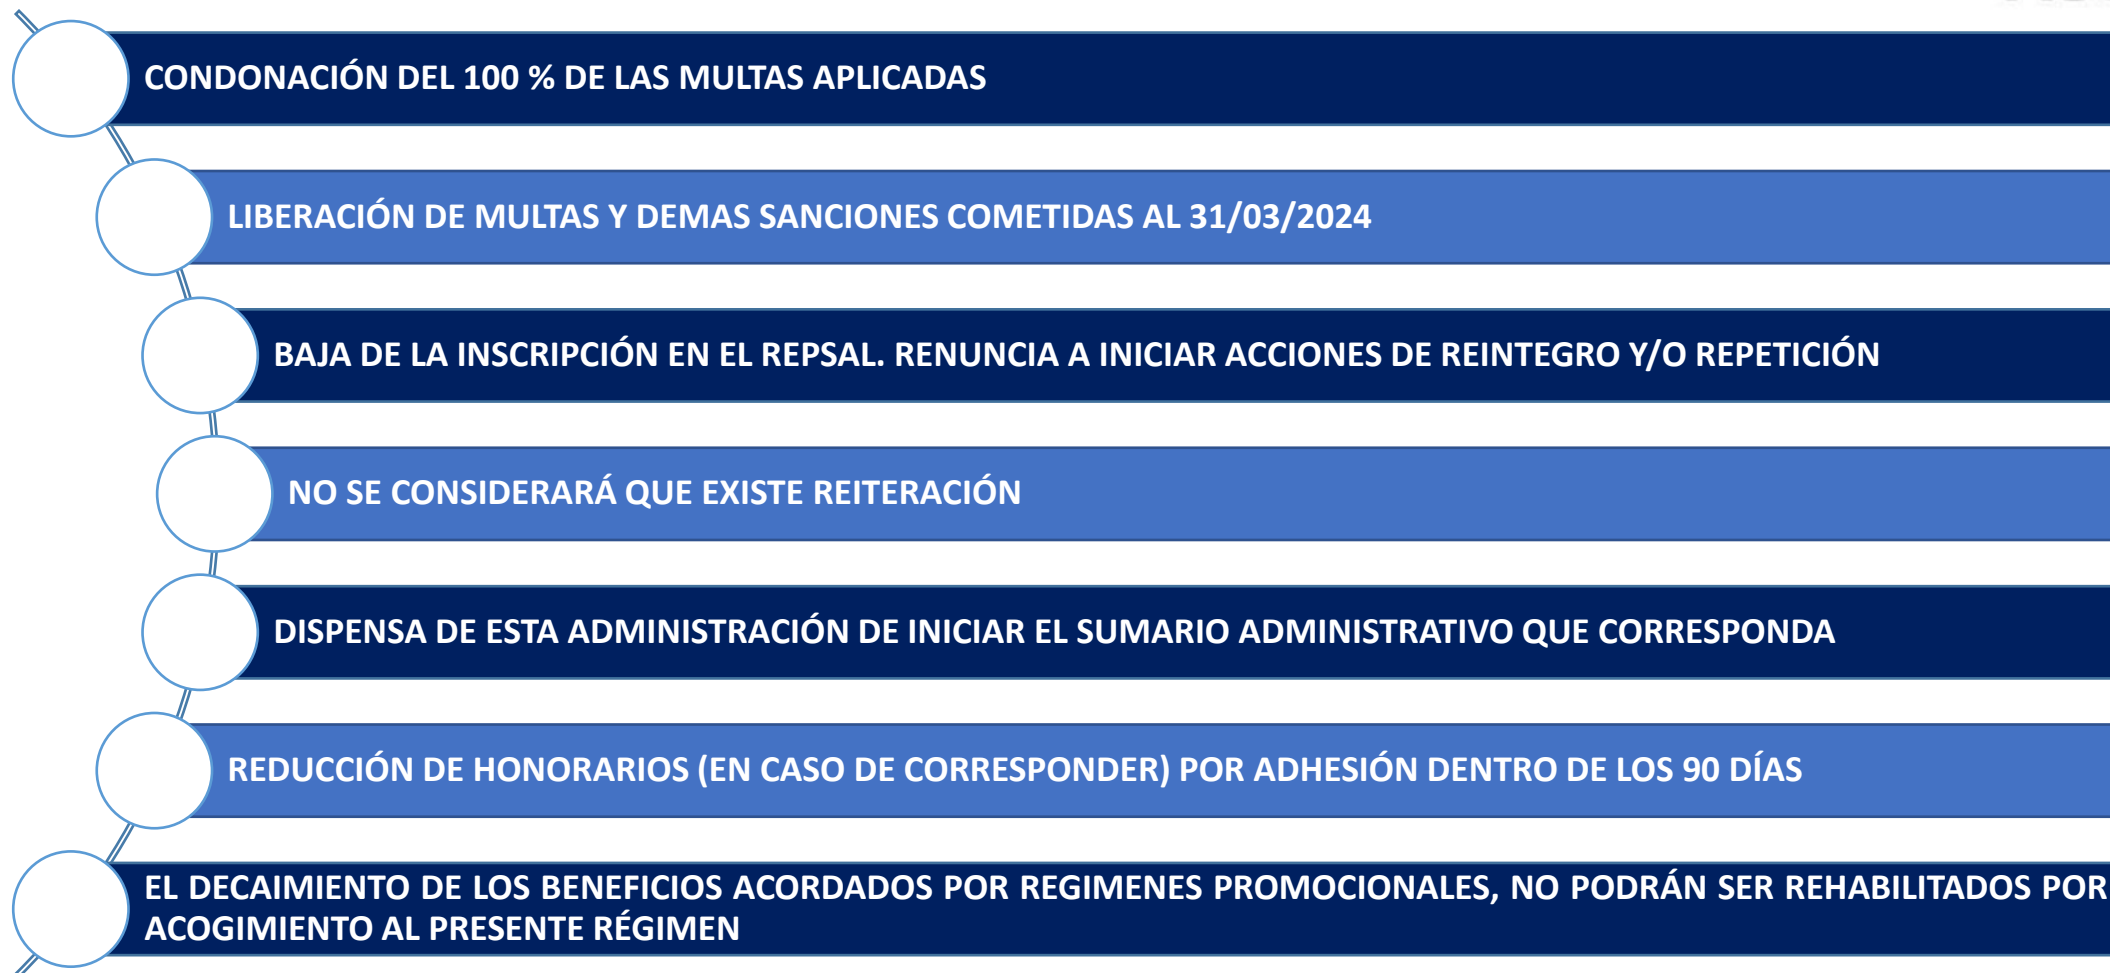 CONDONACIÓN DEL 100 % DE LAS MULTAS APLICADAS
LIBERACIÓN DE MULTAS Y DEMAS SANCIONES COMETIDAS AL 31/03/2024
BAJA DE LA INSCRIPCIÓN EN EL REPSAL. RENUNCIA A INICIAR ACCIONES DE REINTEGRO Y/O REPETICIÓN
NO SE CONSIDERARÁ QUE EXISTE REITERACIÓN
DISPENSA DE ESTA ADMINISTRACIÓN DE INICIAR EL SUMARIO ADMINISTRATIVO QUE CORRESPONDA
REDUCCIÓN DE HONORARIOS (EN CASO DE CORRESPONDER) POR ADHESIÓN DENTRO DE LOS 90 DÍAS
EL DECAIMIENTO DE LOS BENEFICIOS ACORDADOS POR REGIMENES PROMOCIONALES, NO PODRÁN SER REHABILITADOS POR
ACOGIMIENTO AL PRESENTE RÉGIMEN